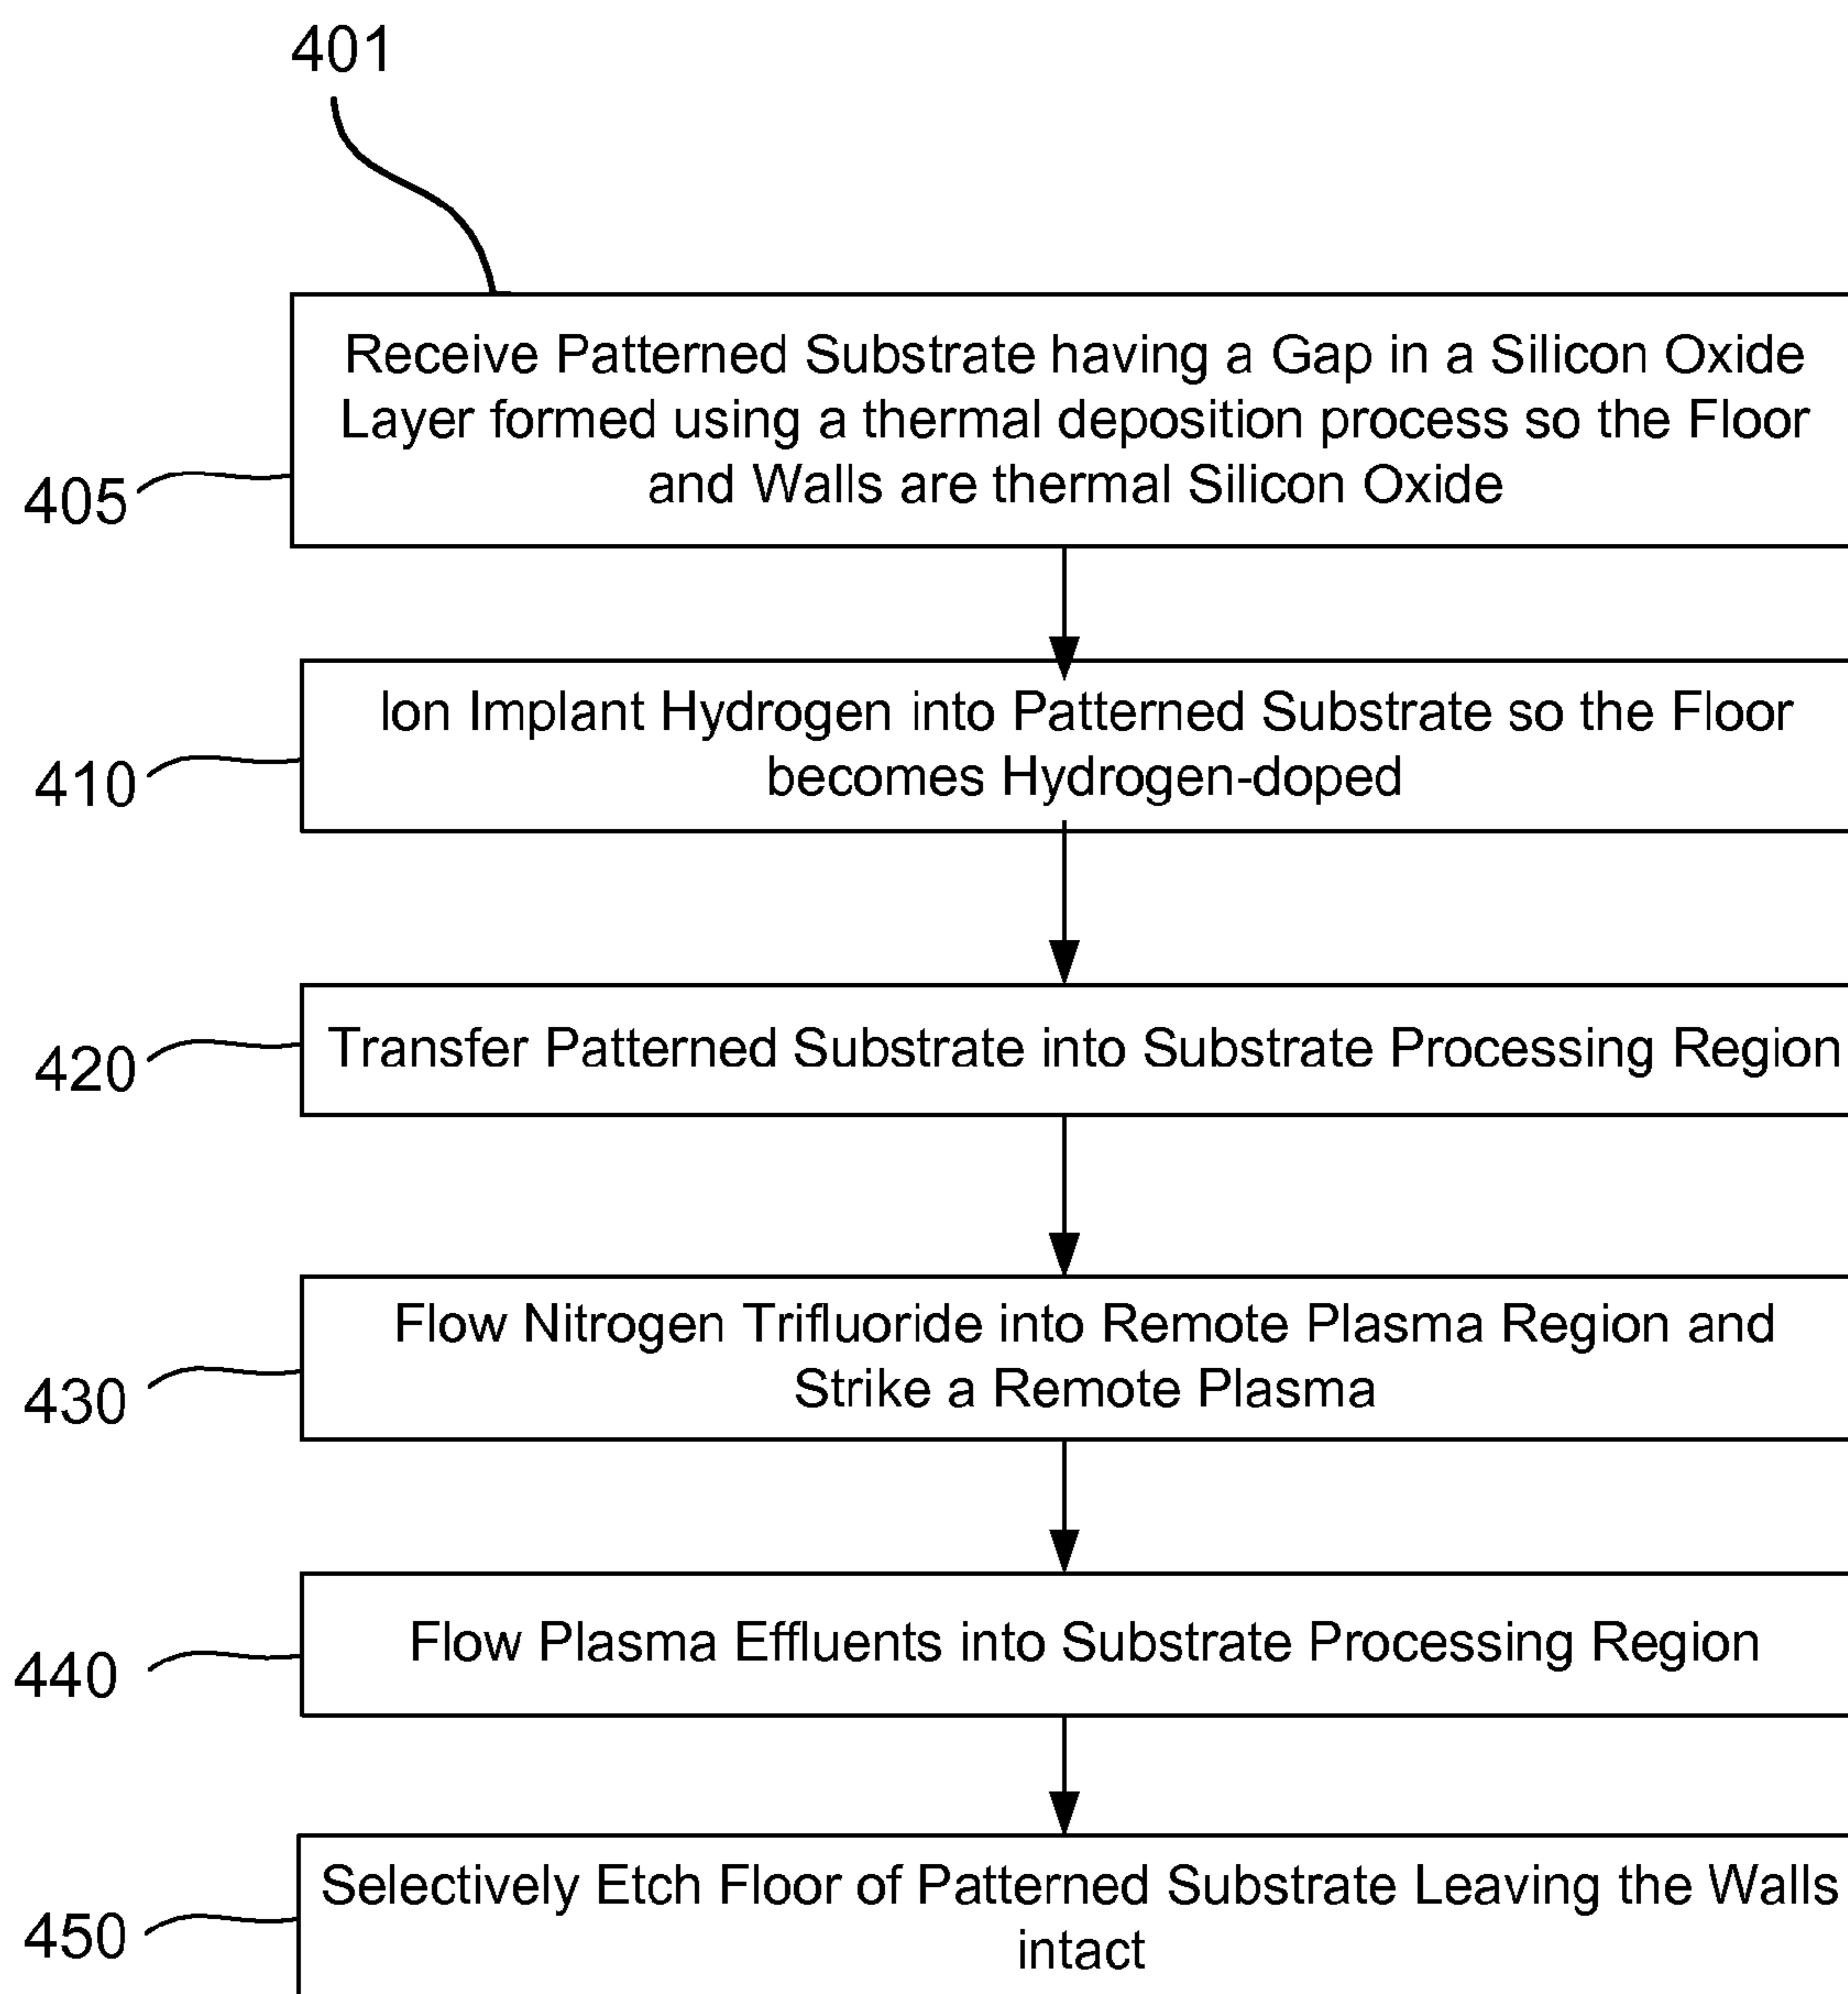 401
Receive Patterned Substrate having a Gap in a Silicon Oxide
Layer formed using a thermal deposition process so the Floor
and Walls are thermal Silicon Oxide
405
Ion Implant Hydrogen into Patterned Substrate so the Floor
becomes Hydrogen-doped
410
Transfer Patterned Substrate into Substrate Processing Region
420
Flow Nitrogen Trifluoride into Remote Plasma Region and
Strike a Remote Plasma
430
Flow Plasma Effluents into Substrate Processing Region
440
Selectively Etch Floor of Patterned Substrate Leaving the Walls
intact
450